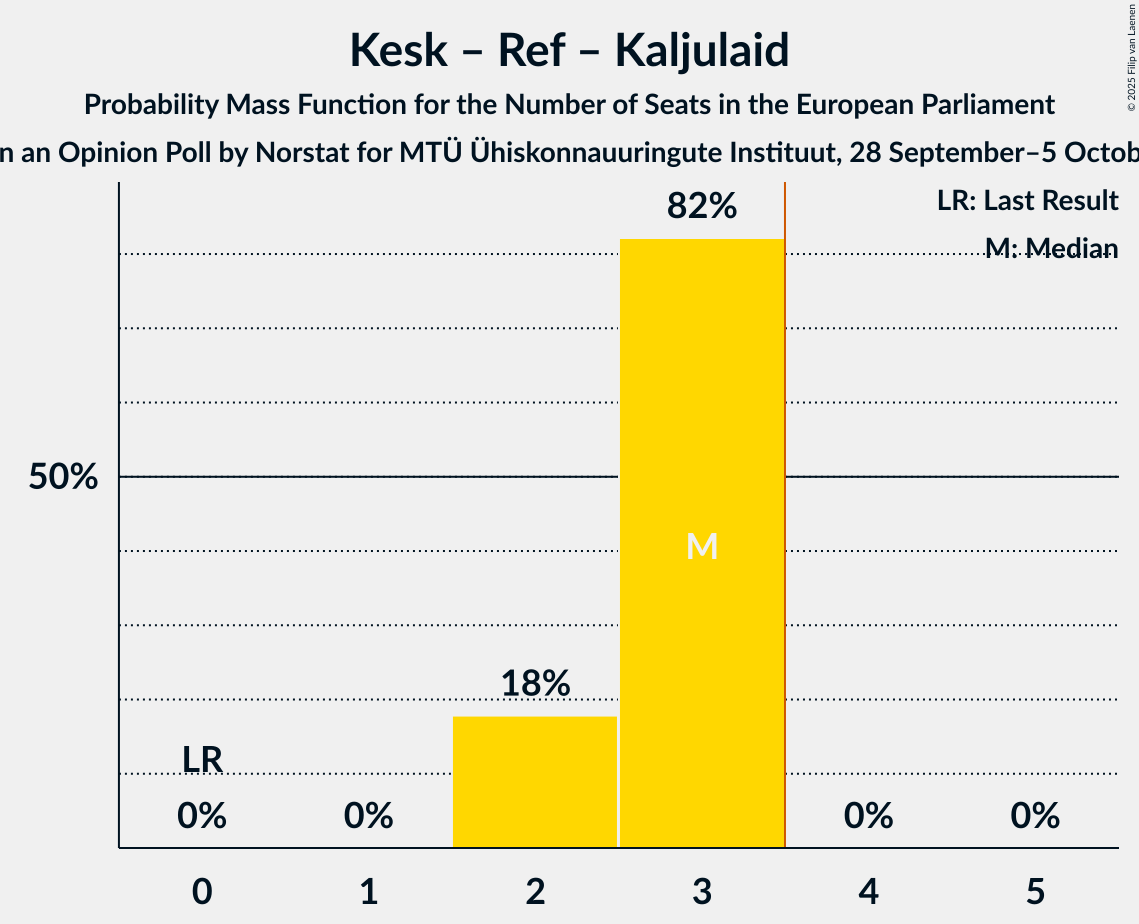 Kesk – Ref – Kaljulaid
Probability Mass Function for the Number of Seats in the European Parliament
an Opinion Poll by Norstat for MTÜ Ühiskonnauuringute Instituut, 28 September–5
LR: Last Result
M: Median
82%
50%
M
18%
LR
0% 0% 0% 0%
0 1 2 3 4 5
© 2025 Filip van Laenen